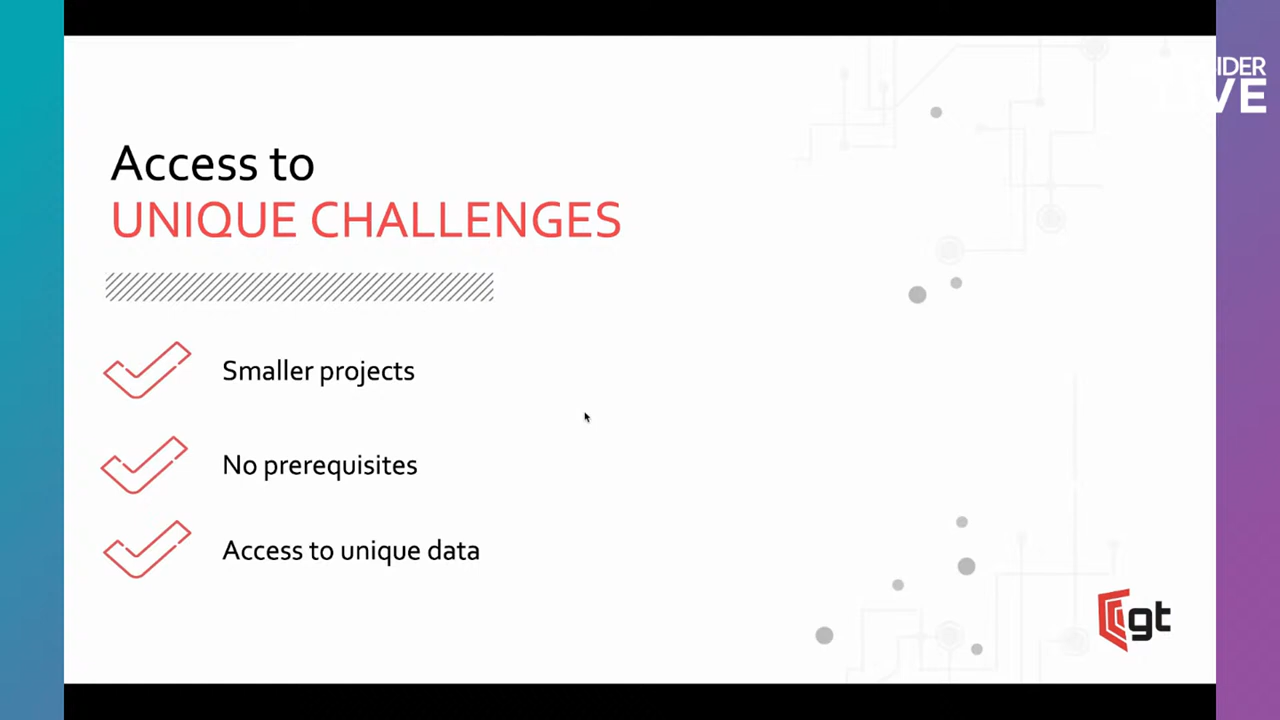 Access to
UNIQUE CHALLENGES
Smaller projects
No prerequisites
Access to unique data
gt